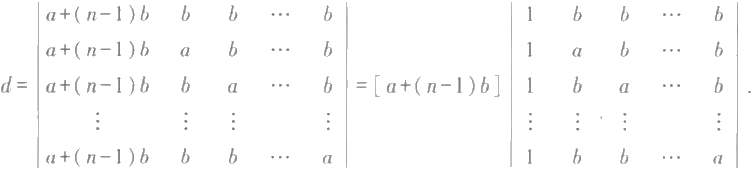 d = | a+(n-1)b b b ⋯ b | = [a+(n-1)b] | 1 b b ⋯ b | .
| a+(n-1)b a b ⋯ b | | 1 a b ⋯ b |
| a+(n-1)b b a ⋯ b | | 1 b a ⋯ b |
| ⋮ ⋮ ⋮ ⋮ | | ⋮ ⋮ ⋮ ⋮ |
| a+(n-1)b b b ⋯ a | | 1 b b ⋯ a |